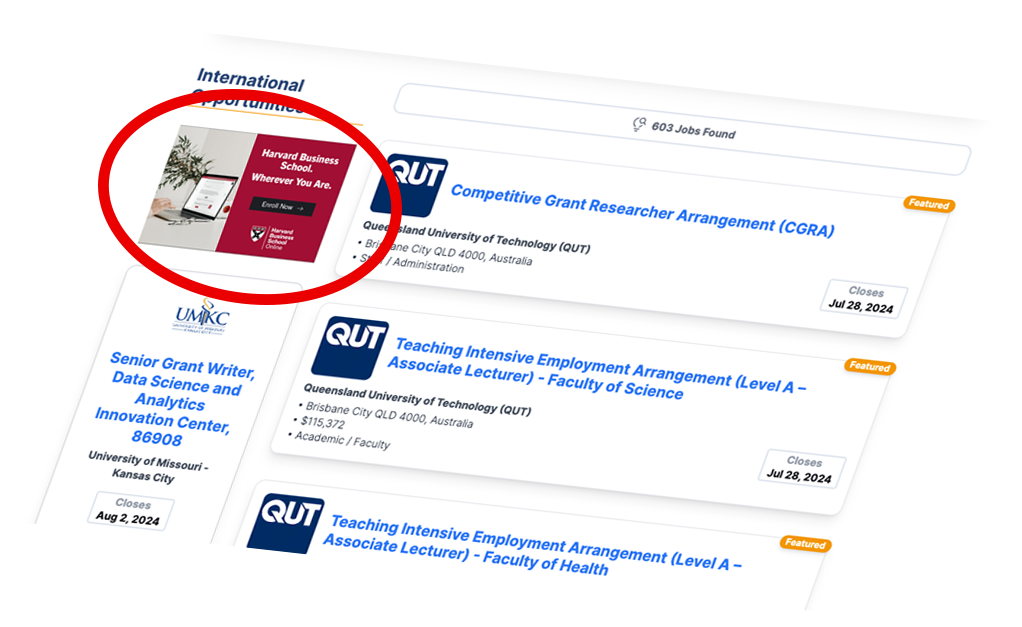 International
Opportunities
603 Jobs Found
Harvard Business
School.
Wherever You Are.
Enroll Now →
Harvard
Business
School
Online
UMKC
UNIVERSITY OF MISSOURI
KANSAS CITY
Senior Grant Writer,
Data Science and
Analytics
Innovation Center,
86908
University of Missouri -
Kansas City
Closes
Aug 2, 2024
QUT
Competitive Grant Researcher Arrangement (CGRA)
Featured
Queensland University of Technology (QUT)
• Brisbane City QLD 4000, Australia
• Staff / Administration
Closes
Jul 28, 2024
QUT
Teaching Intensive Employment Arrangement (Level A –
Associate Lecturer) - Faculty of Science
Featured
Queensland University of Technology (QUT)
• Brisbane City QLD 4000, Australia
• $115,372
• Academic / Faculty
Closes
Jul 28, 2024
QUT
Teaching Intensive Employment Arrangement (Level A –
Associate Lecturer) - Faculty of Health
Featured